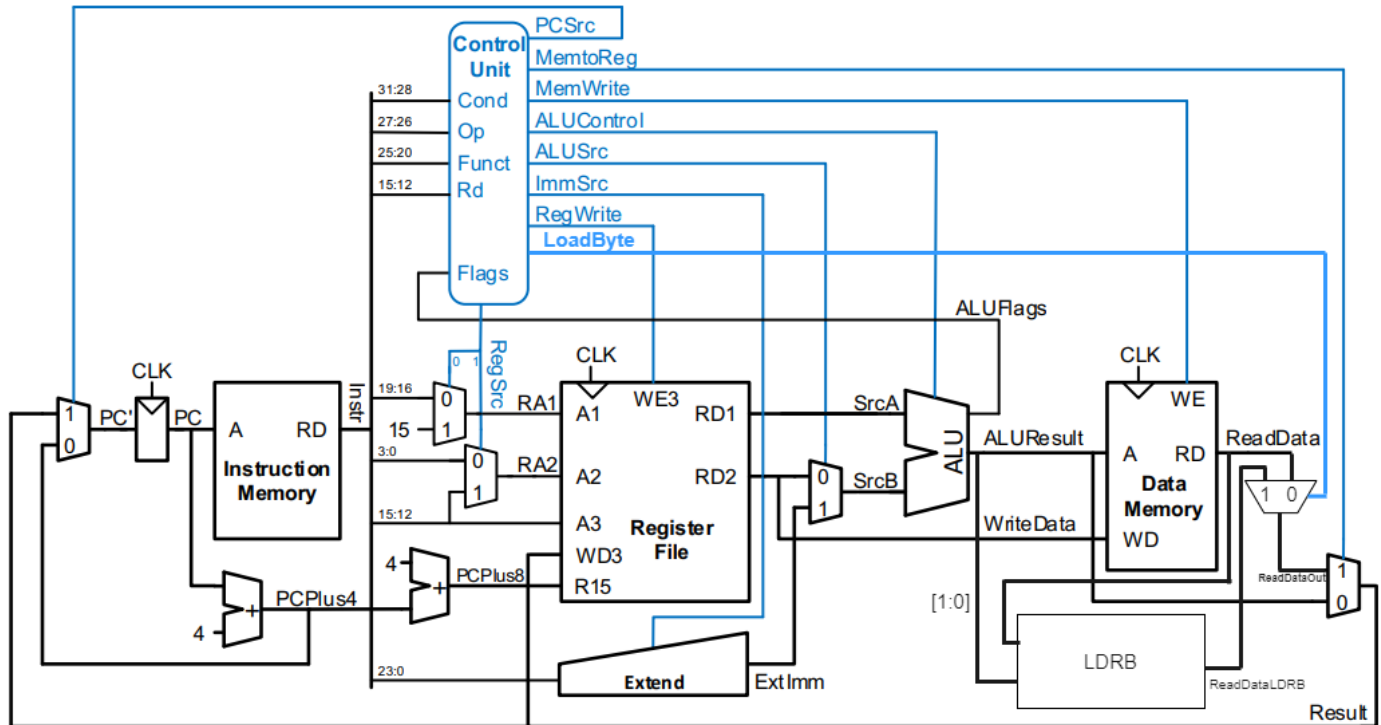 PCSrc
Control
Unit
MemtoReg
MemWrite
ALUControl
ALUSrc
ImmSrc
RegWrite
LoadByte
31:28
Cond
27:26
Op
25:20
Funct
15:12
Rd
Flags
ALUFlags
0 1
RegSrc
CLK
1
0
PC'
PC
A
RD
Instruction
Memory
Instr
19:16
0
1
15
RA1
3:0
0
1
RA2
15:12
CLK
A1
WE3
RD1
A2
RD2
A3
Register
File
WD3
R15
4
+
PCPlus8
4
+
PCPlus4
23:0
Extend
ExtImm
SrcA
0
1
SrcB
ALU
ALUResult
WriteData
CLK
WE
A
RD
Data
Memory
WD
ReadData
1 0
ReadDataOut
1
0
[1:0]
LDRB
ReadDataLDRB
Result